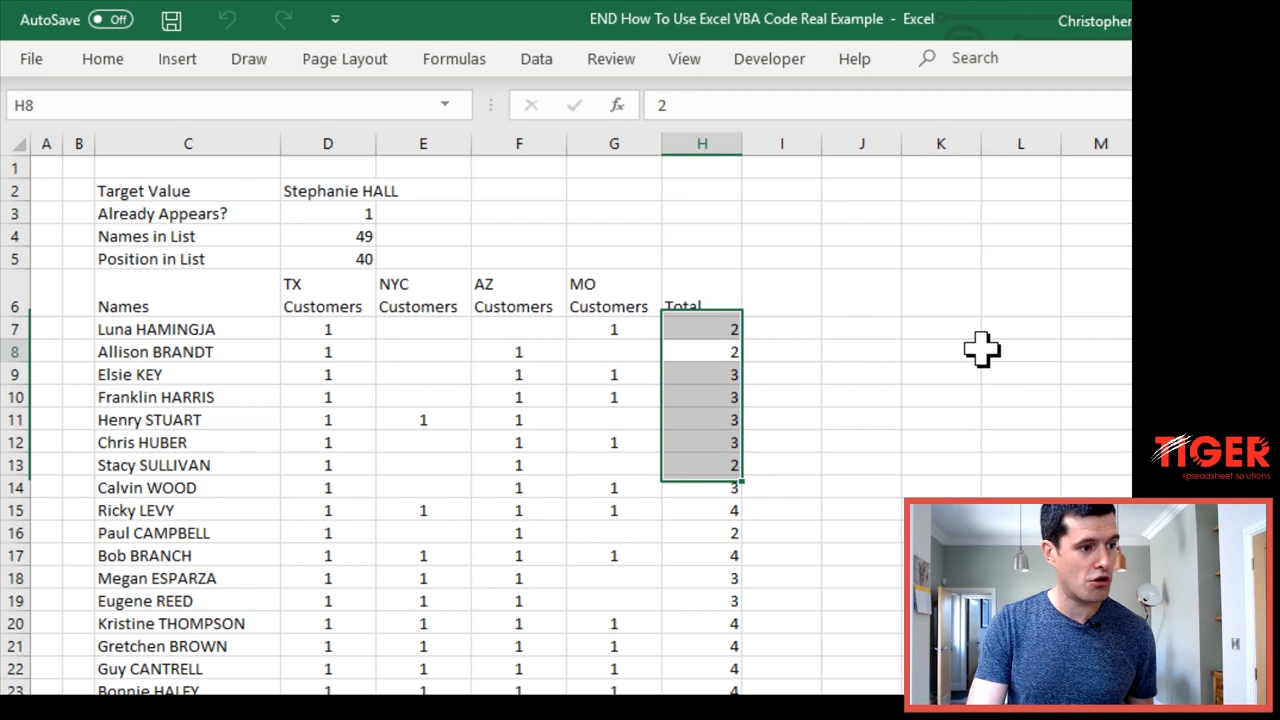 AutoSave Off END How To Use Excel VBA Code Real Example - Excel Christopher
File Home Insert Draw Page Layout Formulas Data Review View Developer Help Search
H8 fx 2
A B C D E F G H I J K L M
1
2 Target Value Stephanie HALL
3 Already Appears? 1
4 Names in List 49
5 Position in List 40
TX NYC AZ MO
6 Names Customers Customers Customers Customers Total
7 Luna HAMINGJA 1 1 2
8 Allison BRANDT 1 1 2
9 Elsie KEY 1 1 1 3
10 Franklin HARRIS 1 1 1 3
11 Henry STUART 1 1 1 3
12 Chris HUBER 1 1 1 3
13 Stacy SULLIVAN 1 1 2
14 Calvin WOOD 1 1 1 3
15 Ricky LEVY 1 1 1 1 4
16 Paul CAMPBELL 1 1 2
17 Bob BRANCH 1 1 1 1 4
18 Megan ESPARZA 1 1 1 3
19 Eugene REED 1 1 1 3
20 Kristine THOMPSON 1 1 1 1 4
21 Gretchen BROWN 1 1 1 1 4
22 Guy CANTRELL 1 1 1 1 4
23 Bonnie HALEY 1 1 1 1 4
TIGER
spreadsheet solutions